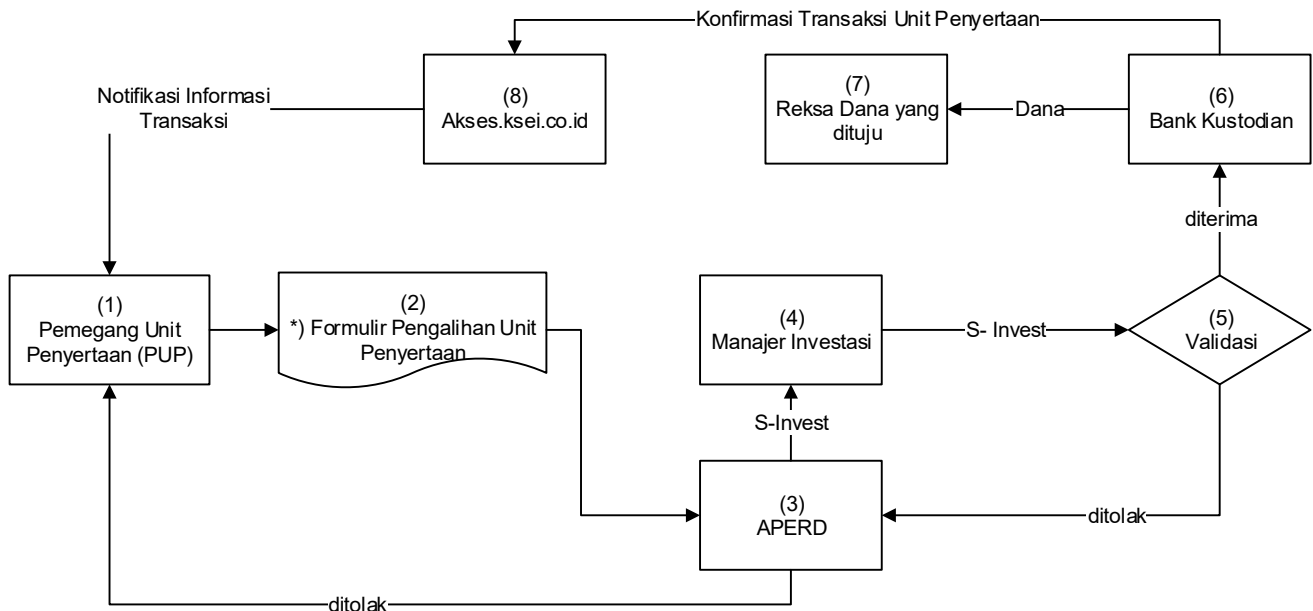 Konfirmasi Transaksi Unit Penyertaan
(8)
Akses.ksei.co.id
(7)
Reksa Dana yang
dituju
Dana
(6)
Bank Kustodian
Notifikasi Informasi
Transaksi
diterima
(1)
Pemegang Unit
Penyertaan (PUP)
(2)
*) Formulir Pengalihan Unit
Penyertaan
(4)
Manajer Investasi
S- Invest
(5)
Validasi
S-Invest
(3)
APERD
ditolak
ditolak